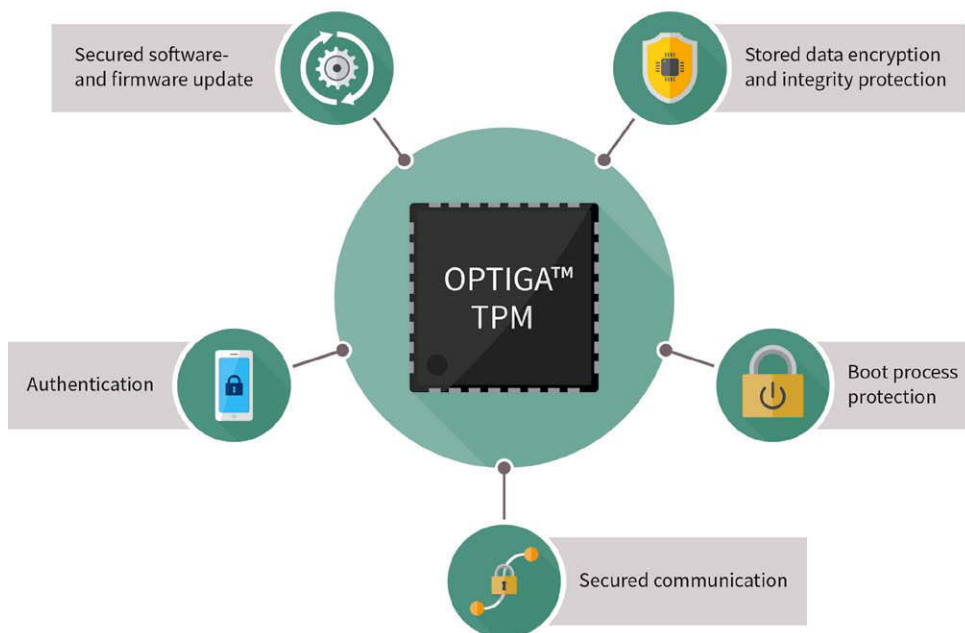 Secured software-
and firmware update
Stored data encryption
and integrity protection
OPTIGA™
TPM
Authentication
Boot process
protection
Secured communication